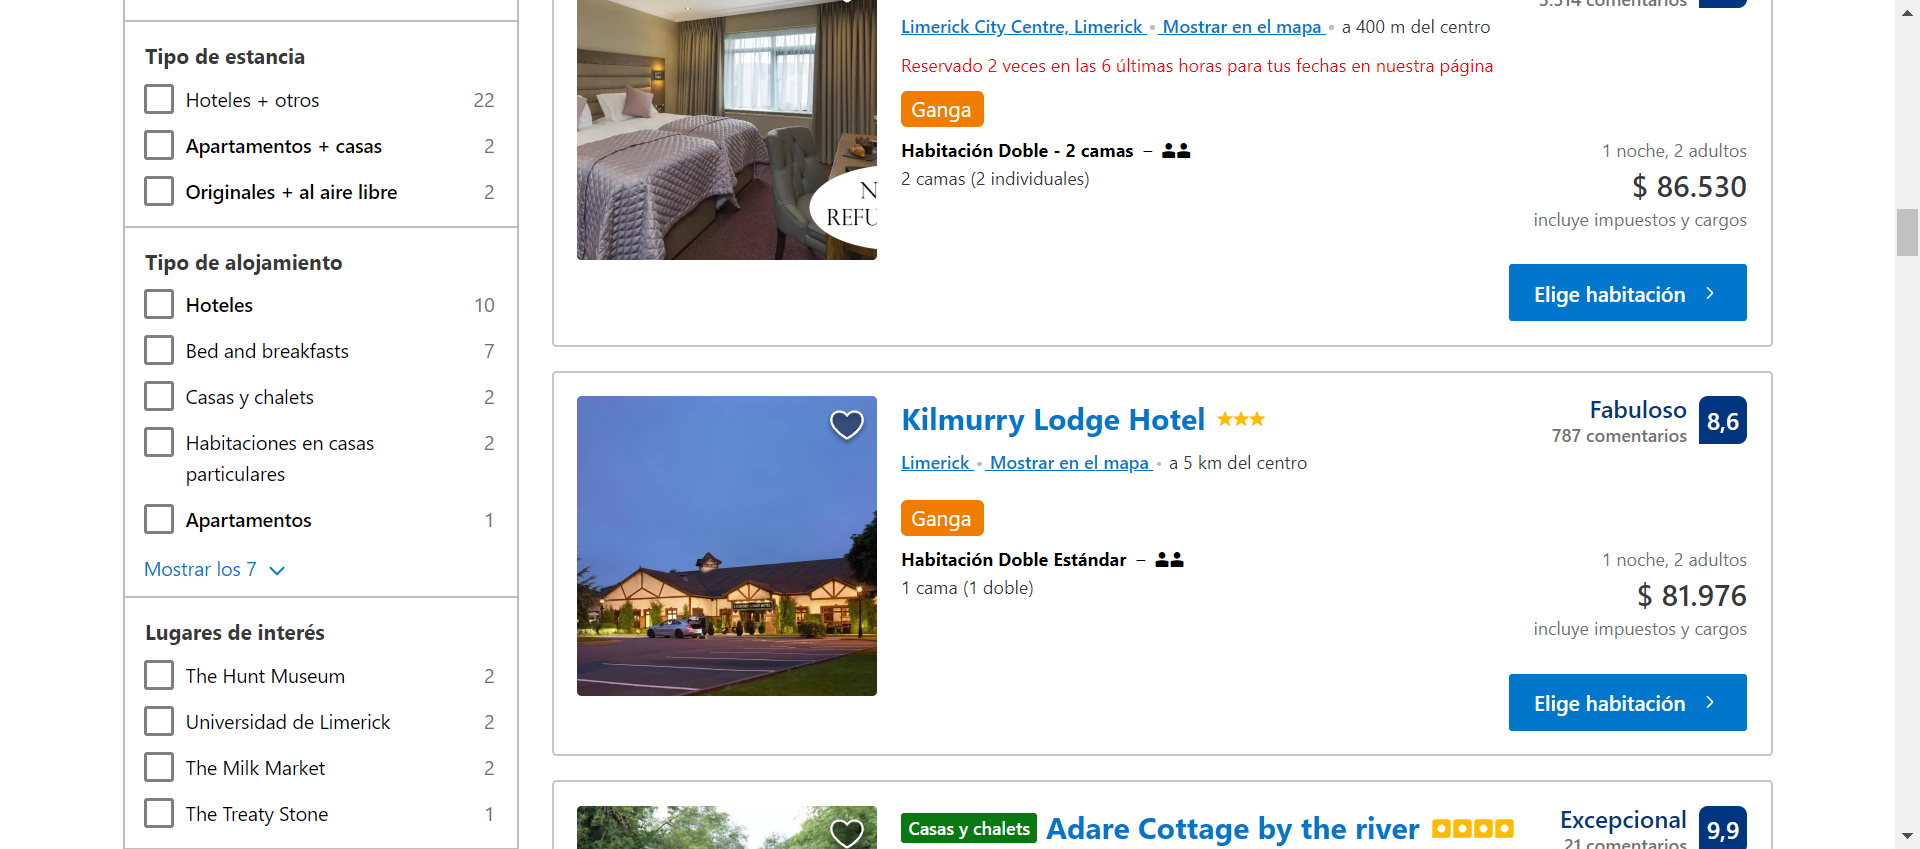 Tipo de estancia
Hoteles + otros 22
Apartamentos + casas 2
Originales + al aire libre 2
Tipo de alojamiento
Hoteles 10
Bed and breakfasts 7
Casas y chalets 2
Habitaciones en casas
particulares 2
Apartamentos 1
Mostrar los 7
Lugares de interés
The Hunt Museum 2
Universidad de Limerick 2
The Milk Market 2
The Treaty Stone 1
3.314 comentarios
Limerick City Centre, Limerick • Mostrar en el mapa • a 400 m del centro
Reservado 2 veces en las 6 últimas horas para tus fechas en nuestra página
Ganga
Habitación Doble - 2 camas –
2 camas (2 individuales)
1 noche, 2 adultos
$ 86.530
incluye impuestos y cargos
Elige habitación
Kilmurry Lodge Hotel
Limerick • Mostrar en el mapa • a 5 km del centro
Fabuloso
787 comentarios
8,6
Ganga
Habitación Doble Estándar –
1 cama (1 doble)
1 noche, 2 adultos
$ 81.976
incluye impuestos y cargos
Elige habitación
Casas y chalets Adare Cottage by the river
Excepcional
21 comentarios
9,9